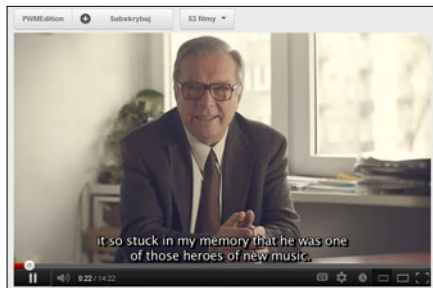 PWMEdition
Subskrybuj
53 filmy
it so stuck in my memory that he was one
of those heroes of new music.
0:22 / 14:22
CC